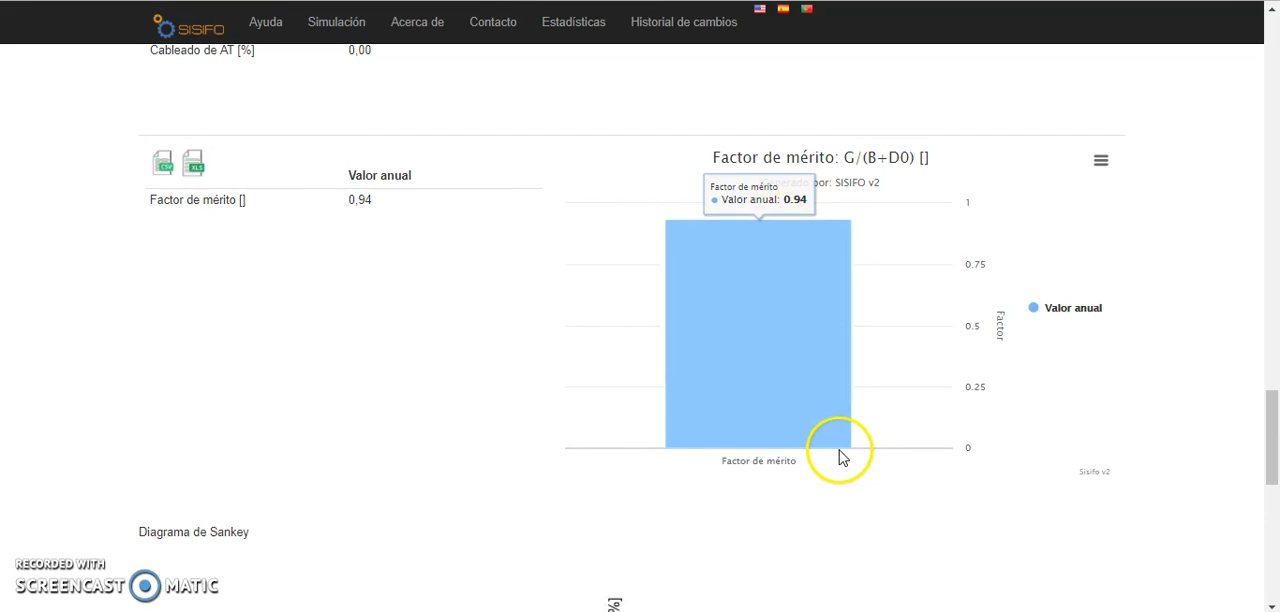 SISIFO
Ayuda
Simulación
Acerca de
Contacto
Estadísticas
Historial de cambios
Cableado de AT [%]
0,00
CSV
XLS
Valor anual
Factor de mérito []
0,94
Factor de mérito: G/(B+D0) []
por: SISIFO v2
Factor de mérito
Valor anual: 0.94
1
0.75
0.5
0.25
0
Factor
Valor anual
Factor de mérito
Sisifo v2
Diagrama de Sankey
RECORDED WITH
SCREENCAST MATIC
%]